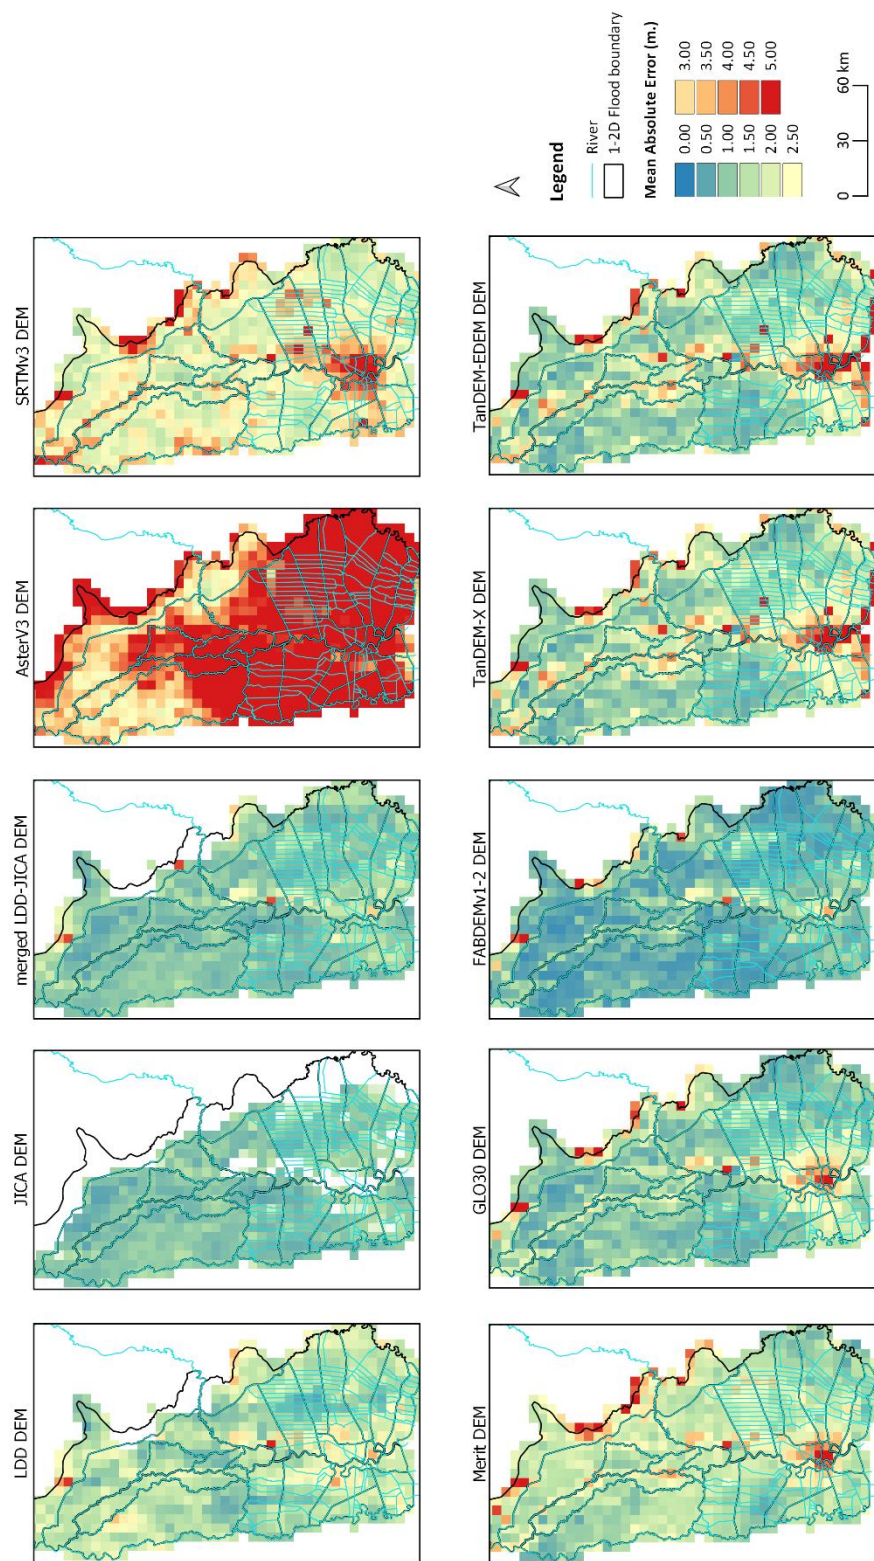 LDD DEM
JICA DEM
merged LDD-JICA DEM
AsterV3 DEM
SRTMv3 DEM
Merit DEM
GLO30 DEM
FABDEMv1-2 DEM
TanDEM-X DEM
TanDEM-EDEM DEM
Legend
River
1-2D Flood boundary
Mean Absolute Error (m.)
0.00 3.00
0.50 3.50
1.00 4.00
1.50 4.50
2.00 5.00
2.50
0 30 60 km